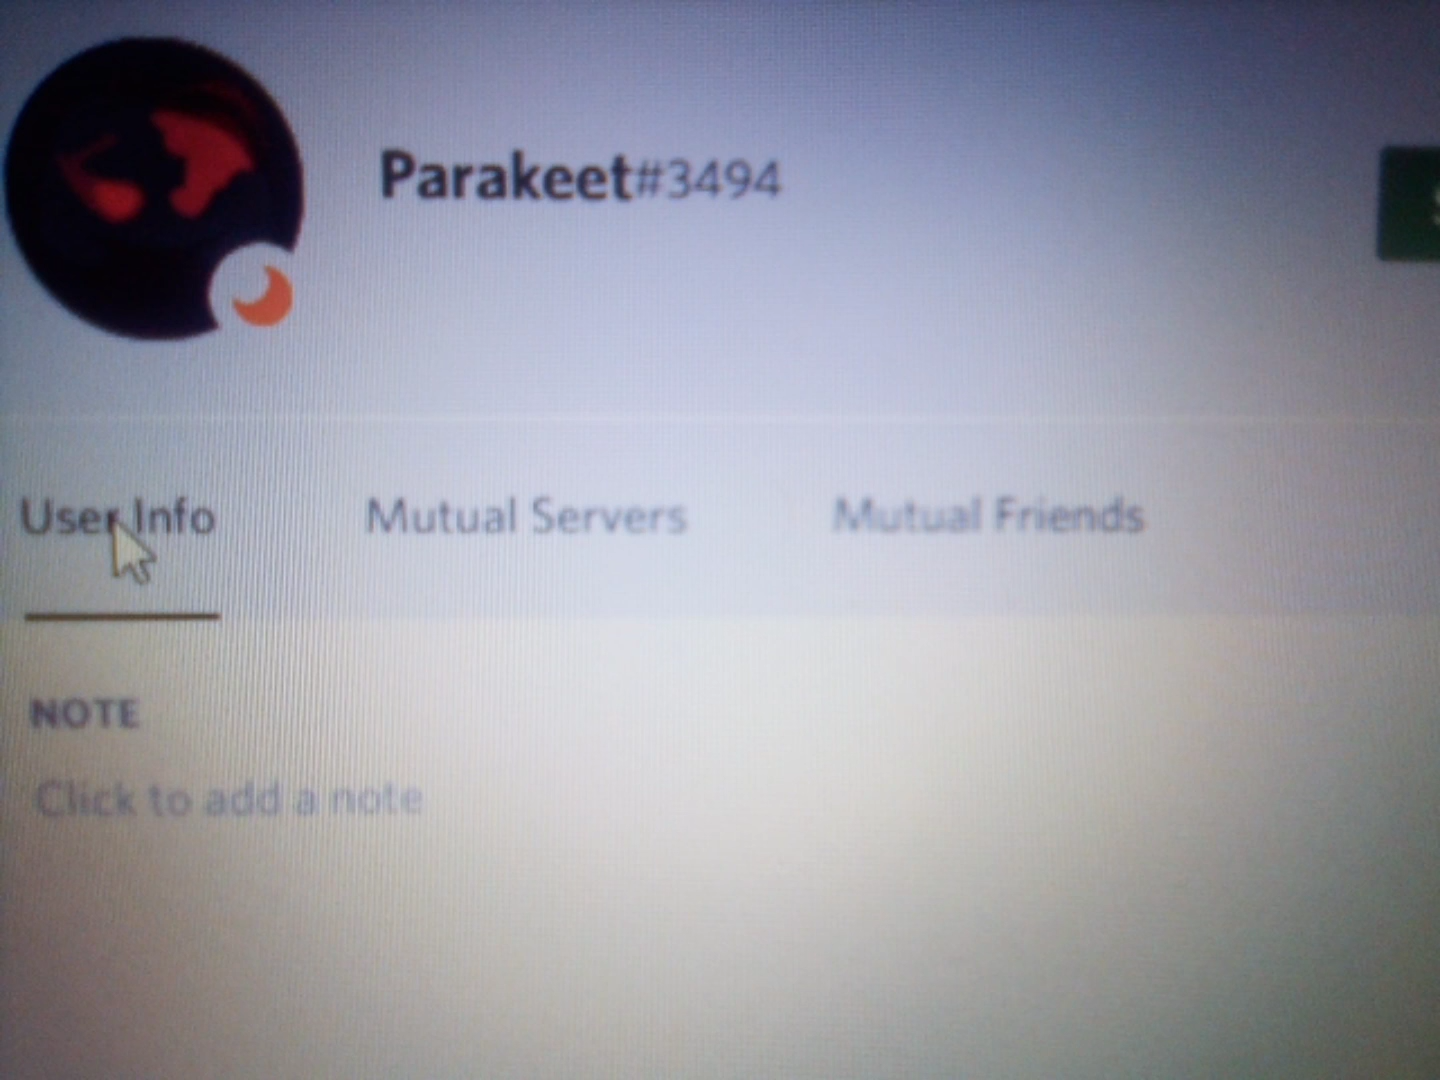 Parakeet#3494
User Info Mutual Servers Mutual Friends
NOTE
Click to add a note